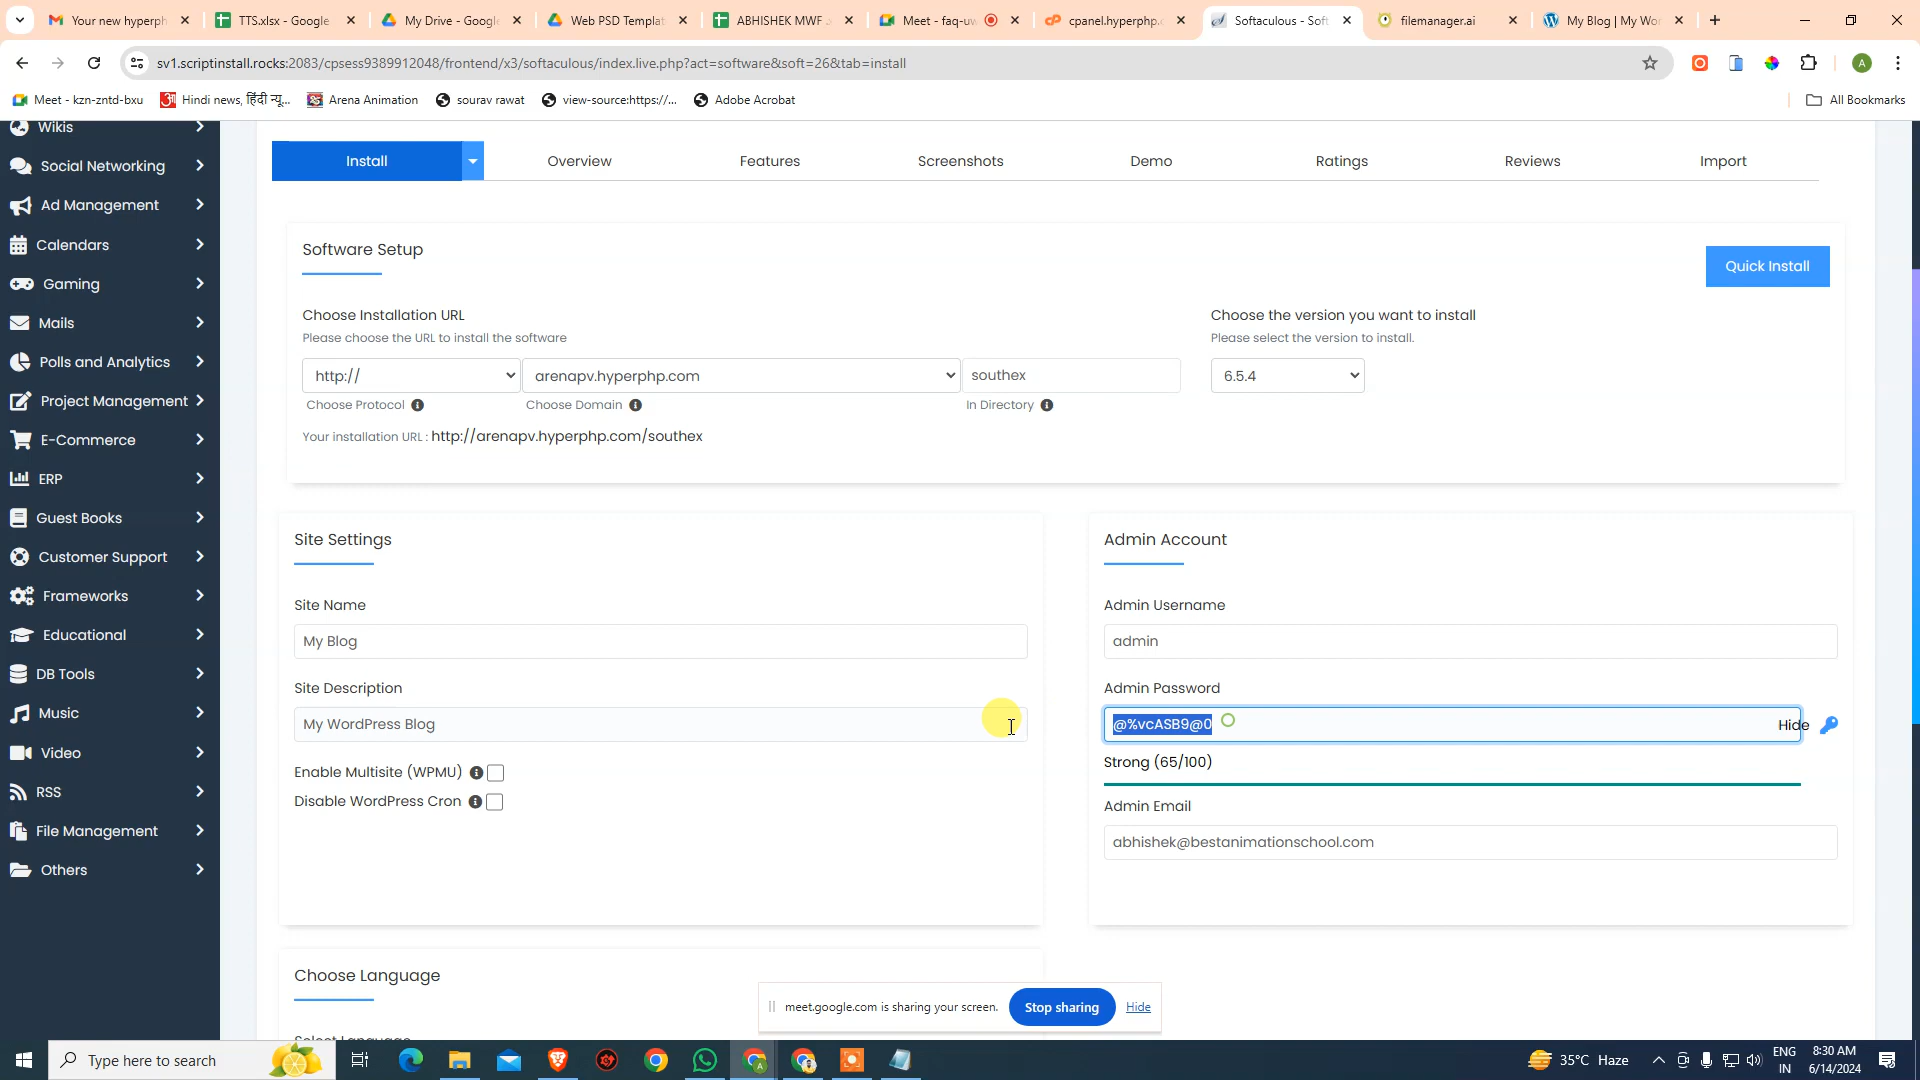 Your new hyperph
TTS.xlsx - Google
My Drive - Google
Web PSD Templat
ABHISHEK MWF
Meet - faq-uw
cpanel.hyperphp.c
Softaculous - Soft
filemanager.ai
My Blog | My Wor
sv1.scriptinstall.rocks:2083/cpsess9389912048/frontend/x3/softaculous/index.live.php?act=software&soft=26&tab=install
A
Meet - kzn-zntd-bxu
Hindi news, हिंदी न्यू...
Arena Animation
sourav rawat
view-source:https://...
Adobe Acrobat
All Bookmarks
Wikis
Social Networking
Ad Management
Calendars
Gaming
Mails
Polls and Analytics
Project Management
E-Commerce
ERP
Guest Books
Customer Support
Frameworks
Educational
DB Tools
Music
Video
RSS
File Management
Others
Install
Overview
Features
Screenshots
Demo
Ratings
Reviews
Import
Software Setup
Quick Install
Choose Installation URL
Please choose the URL to install the software
http://
arenapv.hyperphp.com
southex
Choose Protocol
Choose Domain
In Directory
Your installation URL : http://arenapv.hyperphp.com/southex
Choose the version you want to install
Please select the version to install.
6.5.4
Site Settings
Site Name
My Blog
Site Description
My WordPress Blog
Enable Multisite (WPMU)
Disable WordPress Cron
Admin Account
Admin Username
admin
Admin Password
@%vcASB9@0
Hide
Strong (65/100)
Admin Email
abhishek@bestanimationschool.com
Choose Language
Select Language
meet.google.com is sharing your screen.
Stop sharing
Hide
Type here to search
35°C Haze
ENG
IN
8:30 AM
6/14/2024